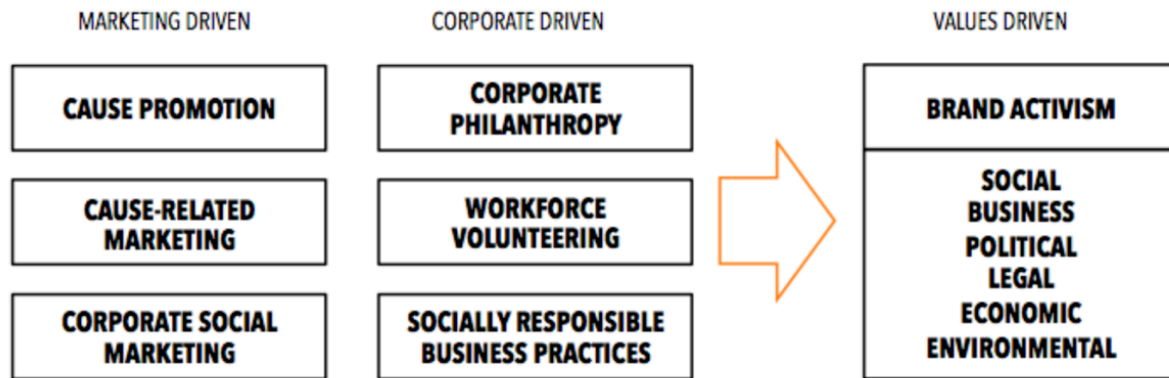 MARKETING DRIVEN
CORPORATE DRIVEN
VALUES DRIVEN
CAUSE PROMOTION
CORPORATE
PHILANTHROPY
BRAND ACTIVISM
CAUSE-RELATED
MARKETING
WORKFORCE
VOLUNTEERING
CORPORATE SOCIAL
MARKETING
SOCIALLY RESPONSIBLE
BUSINESS PRACTICES
SOCIAL
BUSINESS
POLITICAL
LEGAL
ECONOMIC
ENVIRONMENTAL